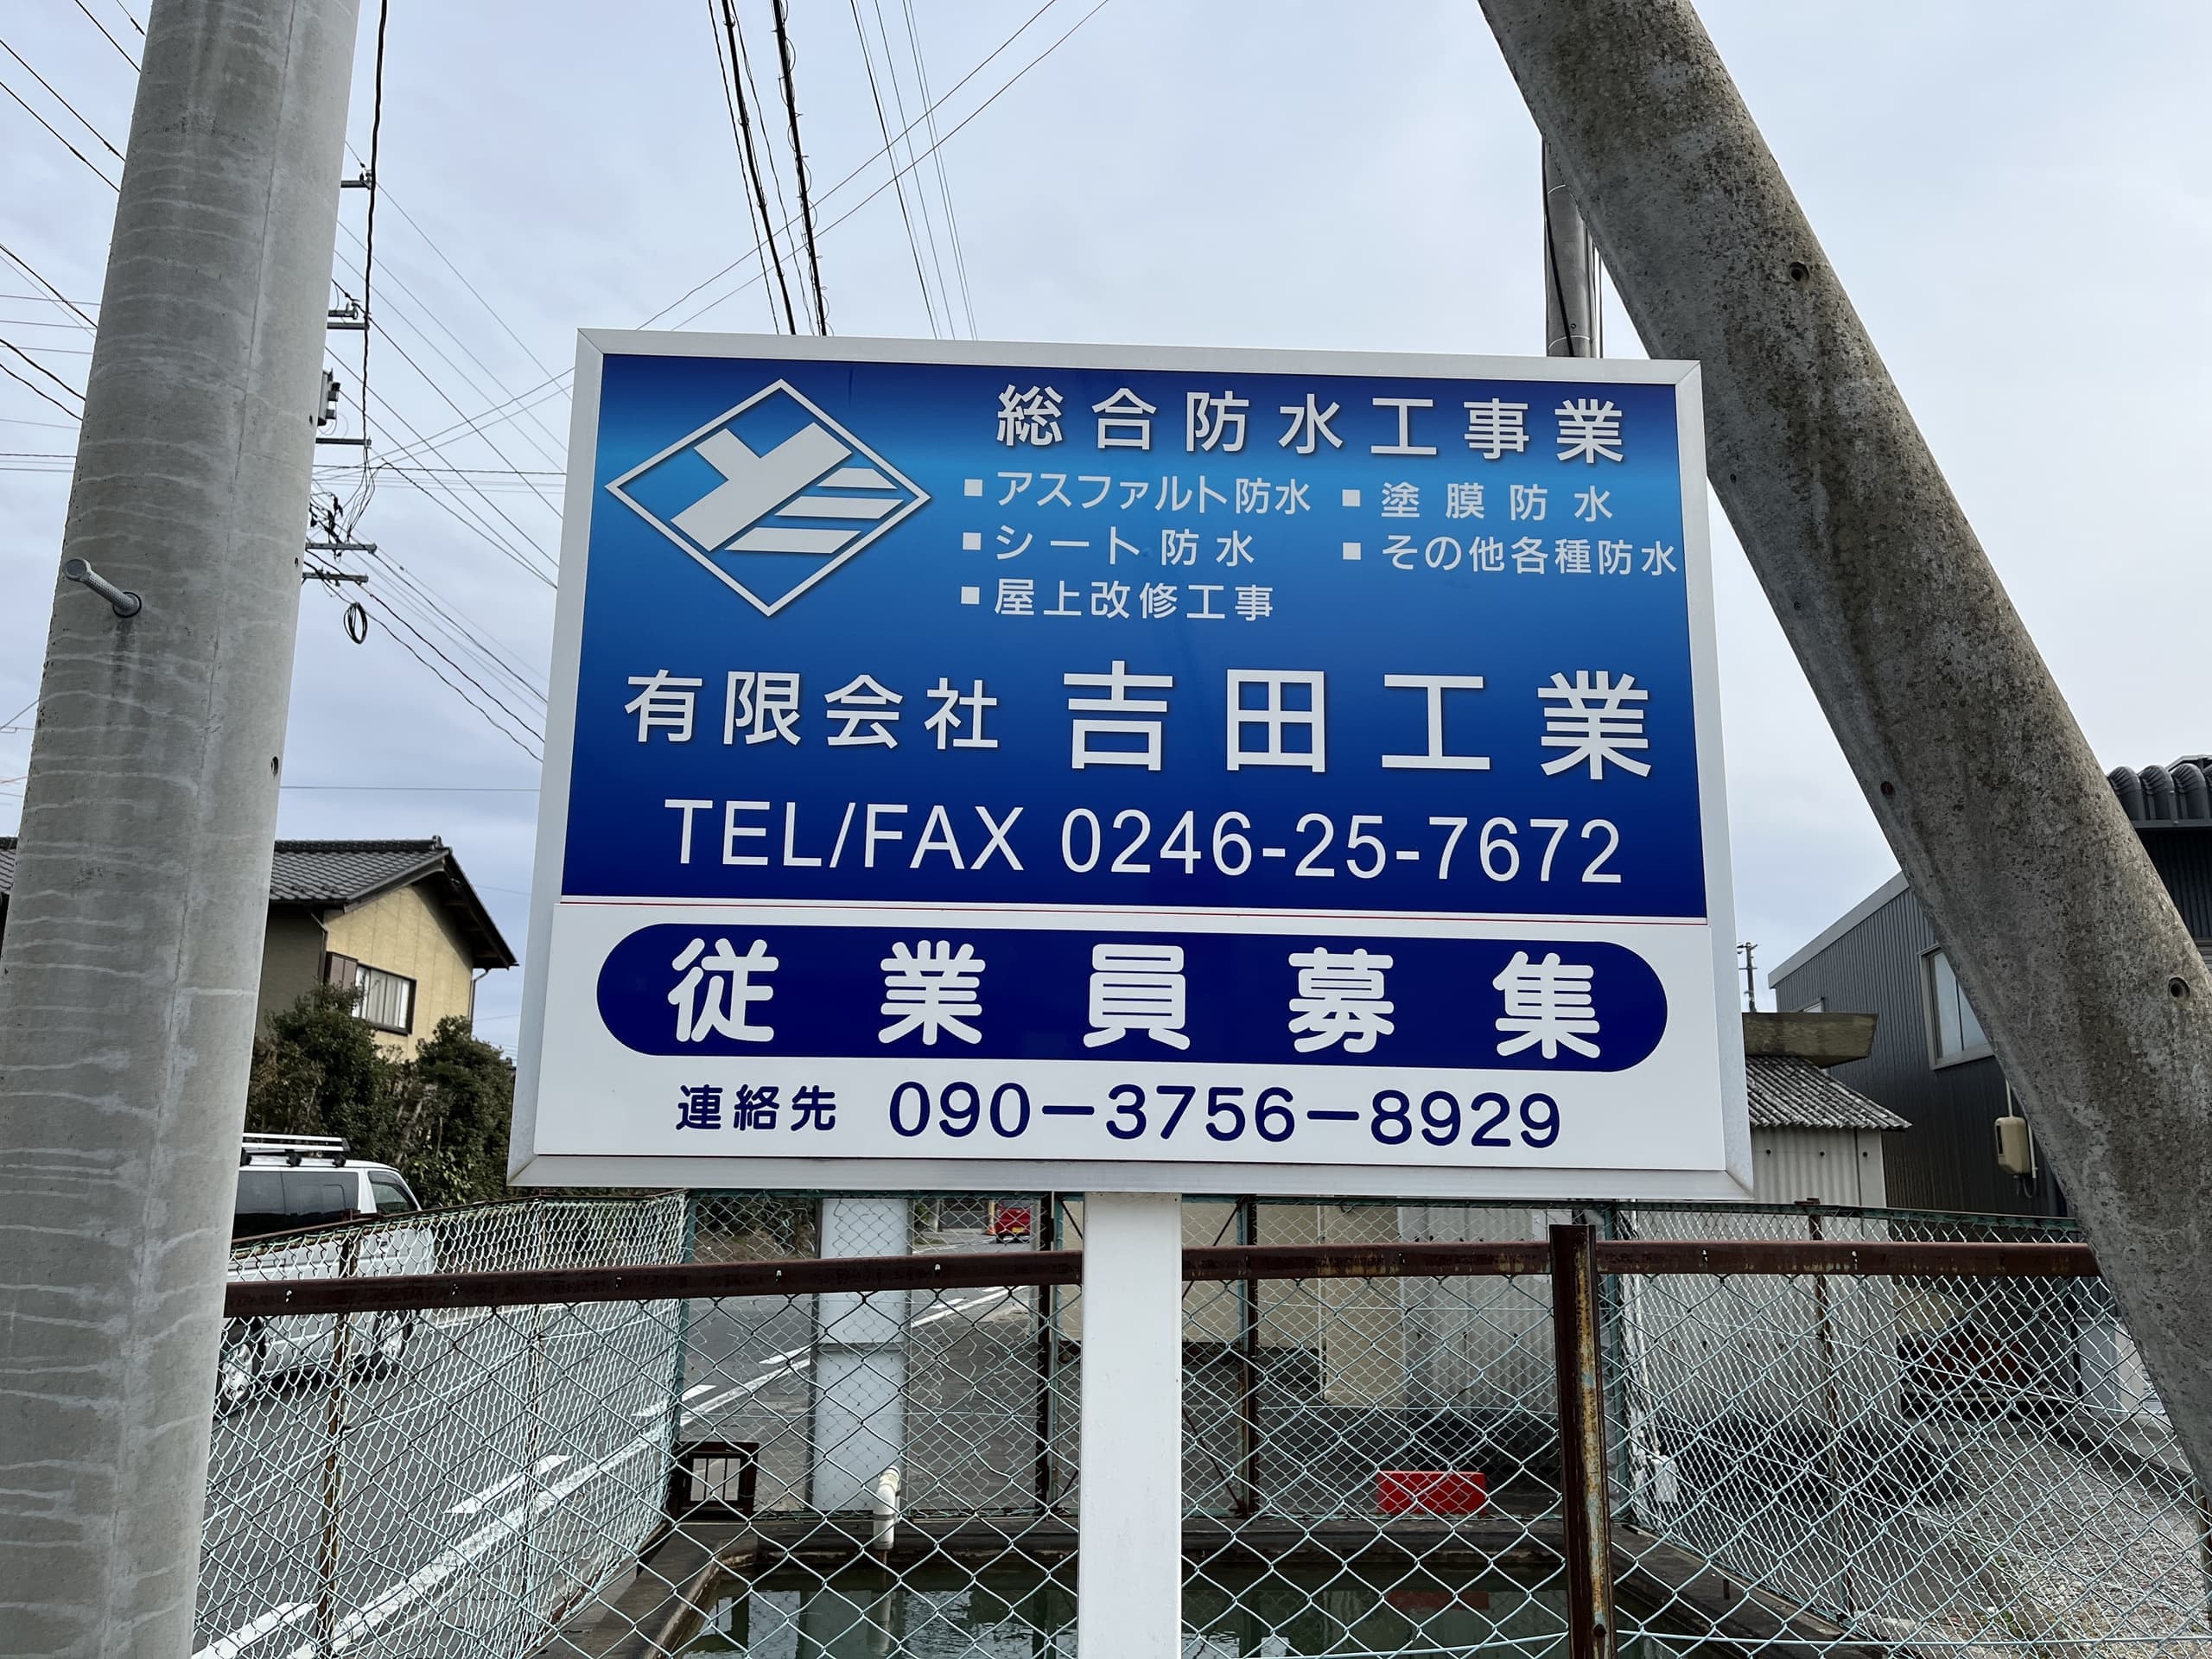 総合防水工事業
■アスファルト防水 ■塗膜防水
■シート防水 ■その他各種防水
■屋上改修工事
有限会社 吉田工業
TEL/FAX 0246-25-7672
従業員募集
連絡先 090-3756-8929